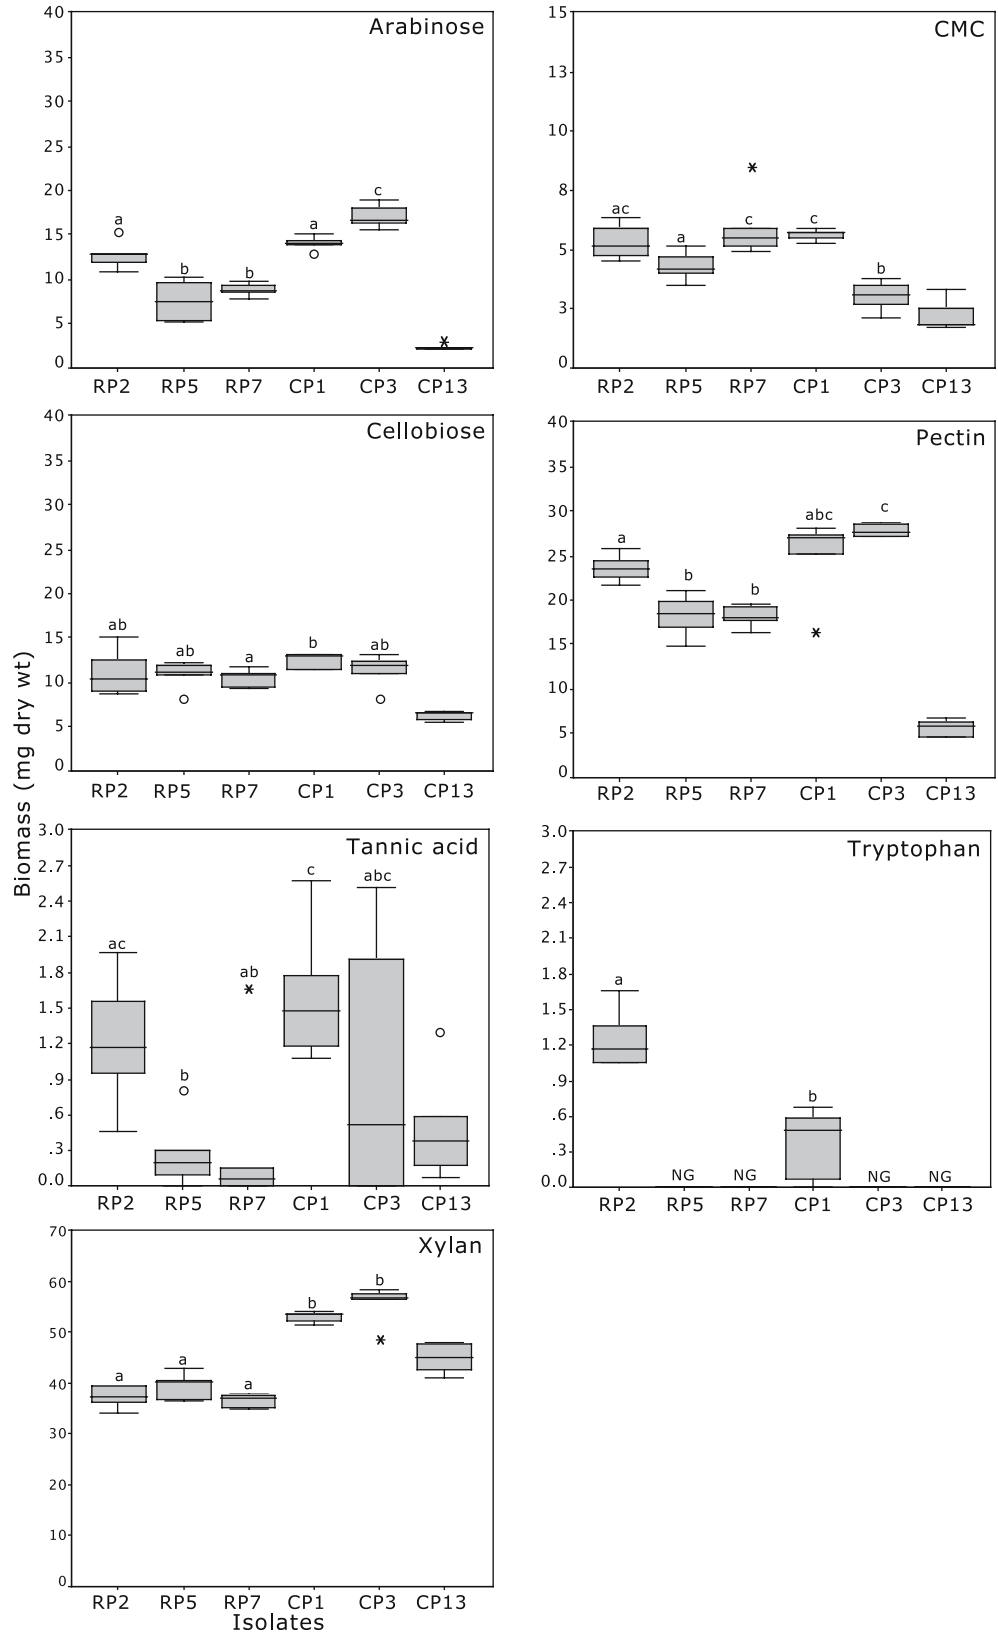 Arabinose
40
35
30
25
20
15
10
5
0
a
b
b
a
c
RP2 RP5 RP7 CP1 CP3 CP13
CMC
15
13
10
8
5
3
0
ac
a
c
c
b
RP2 RP5 RP7 CP1 CP3 CP13
Cellobiose
40
35
30
25
20
15
10
5
0
ab
ab
a
b
ab
RP2 RP5 RP7 CP1 CP3 CP13
Pectin
40
35
30
25
20
15
10
5
0
a
b
b
abc
c
RP2 RP5 RP7 CP1 CP3 CP13
Biomass (mg dry wt)
Tannic acid
3.0
2.7
2.4
2.1
1.8
1.5
1.2
.9
.6
.3
0.0
ac
b
ab
c
abc
RP2 RP5 RP7 CP1 CP3 CP13
Tryptophan
3.0
2.7
2.4
2.1
1.8
1.5
1.2
.9
.6
.3
0.0
a
NG
NG
b
NG
NG
RP2 RP5 RP7 CP1 CP3 CP13
Xylan
70
60
50
40
30
20
10
0
a
a
a
b
b
RP2 RP5 RP7 CP1 CP3 CP13
Isolates